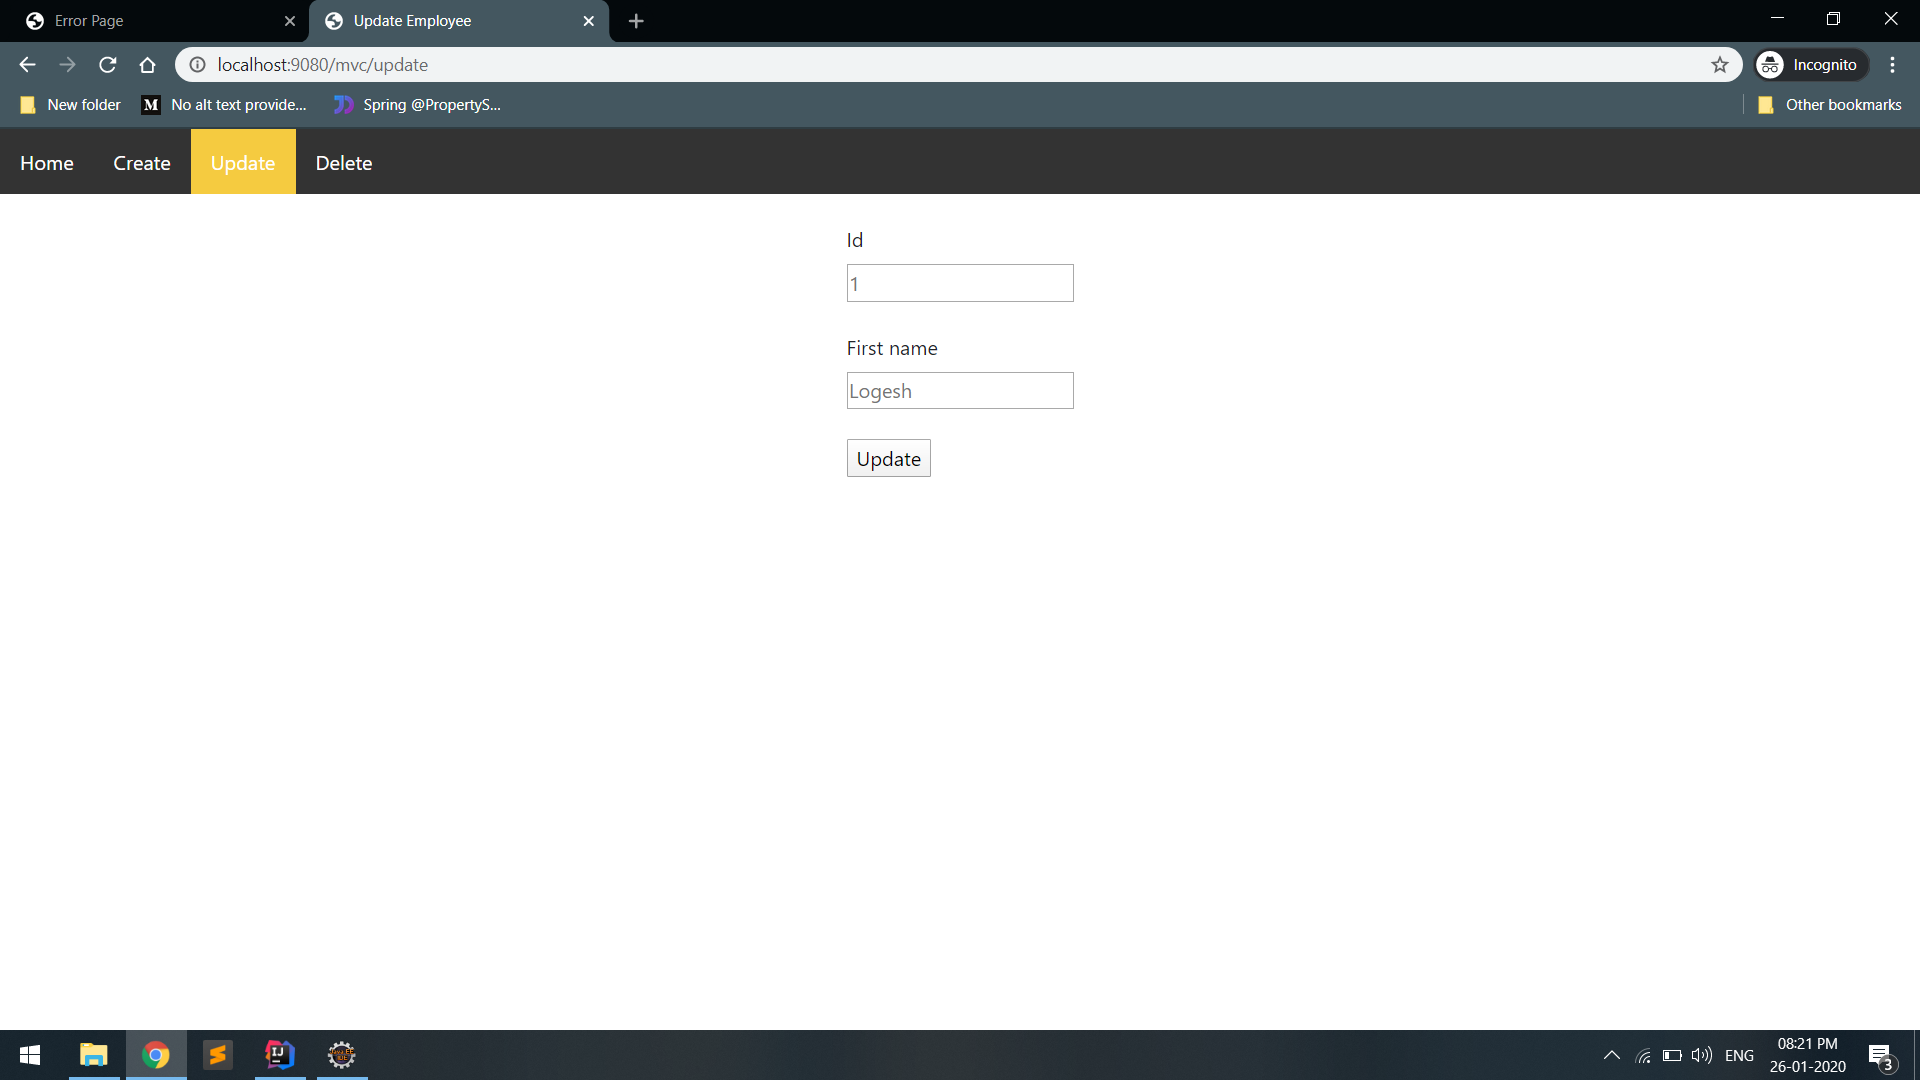 Error Page
Update Employee
localhost:9080/mvc/update
Incognito
New folder
M No alt text provide...
Spring @PropertyS...
Other bookmarks
Home Create Update Delete
Id
1
First name
Logesh
Update
ENG
08:21 PM
26-01-2020
3